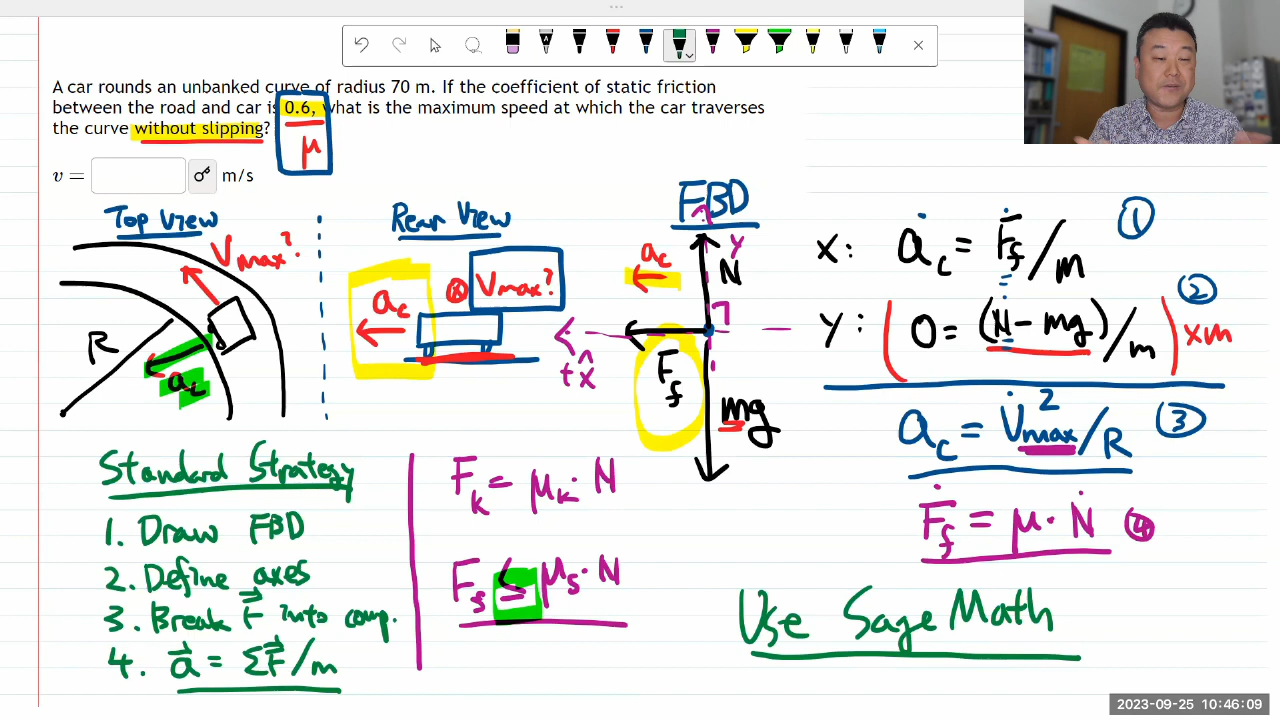 A car rounds an unbanked curve of radius 70 m. If the coefficient of static friction
between the road and car is 0.6, what is the maximum speed at which the car traverses
the curve without slipping?
μ
v = m/s
Top View
Vmax?
R
ac
Rear View
ac
Vmax?
+x̂
FBD
ŷ
ac
N
Ff
mg
X: ac = Ff/m ①
Y: (0 = (N - mg)/m) xm ②
ac = Vmax²/R ③
Ff = μ · N ④
Use SageMath
Standard Strategy
1. Draw FBD
2. Define axes
3. Break F⃗ into comp.
4. a⃗ = ΣF⃗/m
Fk = μk · N
Fs ≤ μs · N
2023-09-25 10:46:09